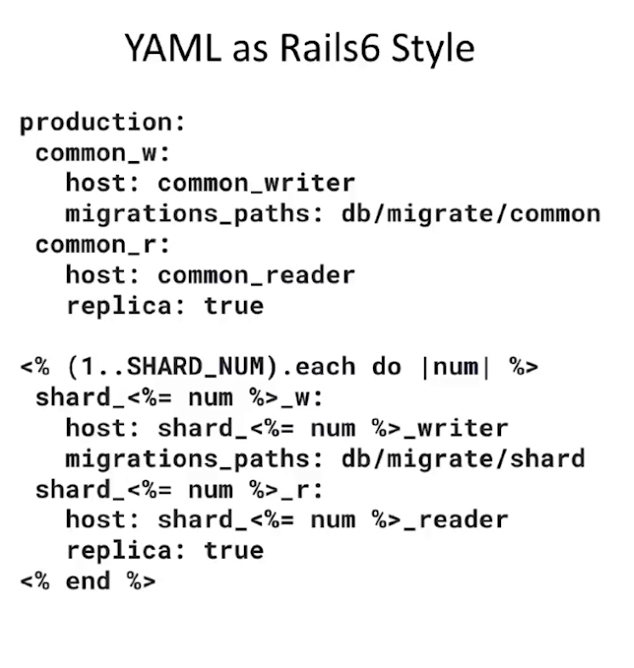 YAML as Rails6 Style
production:
common_w:
host: common_writer
migrations_paths: db/migrate/common
common_r:
host: common_reader
replica: true
<% (1..SHARD_NUM).each do |num| %>
shard_<%= num %>_w:
host: shard_<%= num %>_writer
migrations_paths: db/migrate/shard
shard_<%= num %>_r:
host: shard_<%= num %>_reader
replica: true
<% end %>